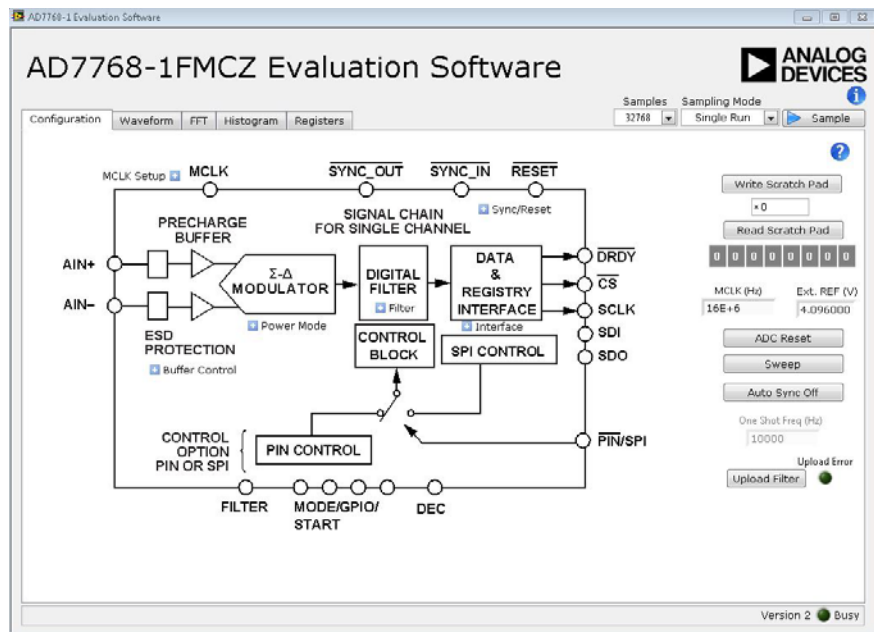 AD7768-1 Evaluation Software
AD7768-1FMCZ Evaluation Software
ANALOG
DEVICES
Samples
Sampling Mode
Configuration
Waveform
FFT
Histogram
Registers
32768
Single Run
Sample
MCLK Setup
MCLK
SYNC_OUT
SYNC_IN
RESET
Sync/Reset
PRECHARGE
BUFFER
SIGNAL CHAIN
FOR SINGLE CHANNEL
AIN+
AIN−
Σ-Δ
MODULATOR
DIGITAL
FILTER
Filter
DATA
&
REGISTRY
INTERFACE
Interface
DRDY
CS
SCLK
SDI
SDO
Power Mode
ESD
PROTECTION
Buffer Control
CONTROL
BLOCK
SPI CONTROL
CONTROL
OPTION
PIN OR SPI
PIN CONTROL
PIN/SPI
FILTER
MODE/GPIO/
START
DEC
Write Scratch Pad
×0
Read Scratch Pad
0 0 0 0 0 0 0 0
MCLK (Hz)
Ext. REF (V)
16E+6
4.096000
ADC Reset
Sweep
Auto Sync Off
One Shot Freq (Hz)
10000
Upload Error
Upload Filter
Version 2
Busy